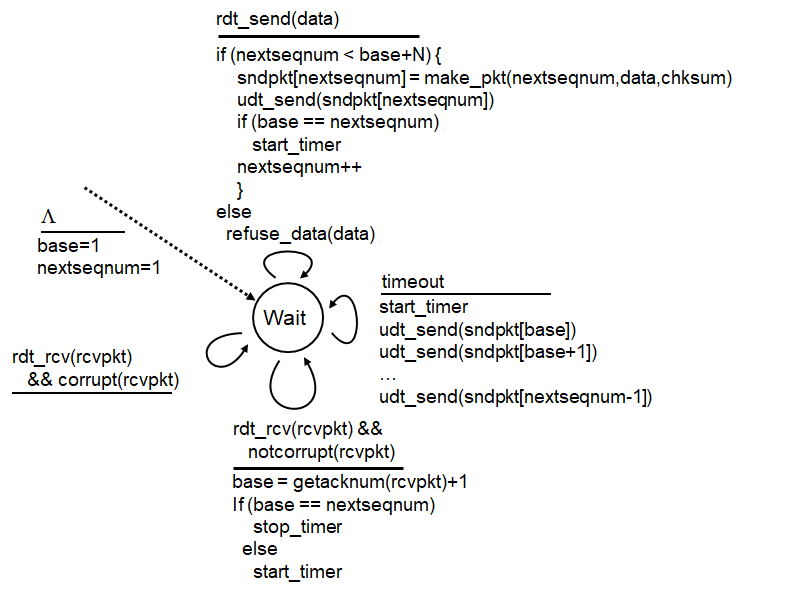 rdt_send(data)
if (nextseqnum < base+N) {
sndpkt[nextseqnum] = make_pkt(nextseqnum,data,chksum)
udt_send(sndpkt[nextseqnum])
if (base == nextseqnum)
start_timer
nextseqnum++
}
else
refuse_data(data)
Λ
base=1
nextseqnum=1
Wait
timeout
start_timer
udt_send(sndpkt[base])
udt_send(sndpkt[base+1])
…
udt_send(sndpkt[nextseqnum-1])
rdt_rcv(rcvpkt)
&& corrupt(rcvpkt)
rdt_rcv(rcvpkt) &&
notcorrupt(rcvpkt)
base = getacknum(rcvpkt)+1
If (base == nextseqnum)
stop_timer
else
start_timer